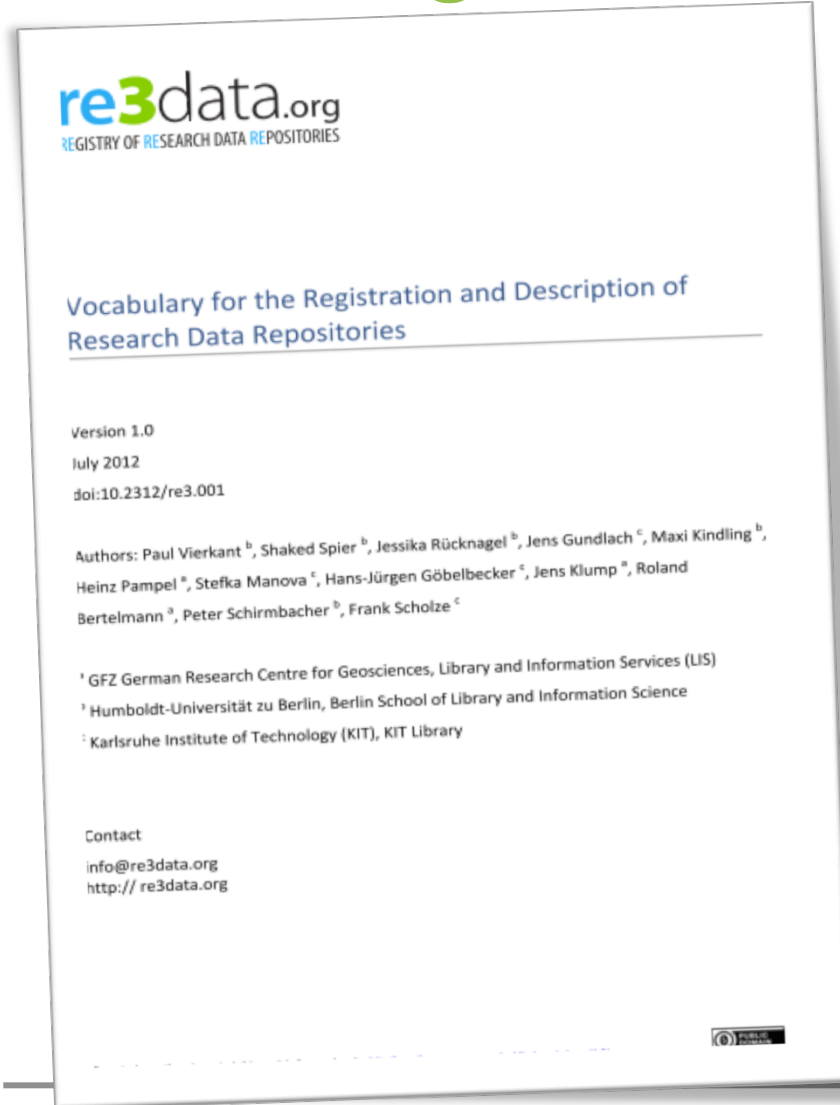 re3data.org
REGISTRY OF RESEARCH DATA REPOSITORIES
Vocabulary for the Registration and Description of
Research Data Repositories
Version 1.0
July 2012
doi:10.2312/re3.001
Authors: Paul Vierkant b, Shaked Spier b, Jessika Rücknagel b, Jens Gundlach c, Maxi Kindling b,
Heinz Pampel a, Stefka Manova c, Hans-Jürgen Göbelbecker c, Jens Klump a, Roland
Bertelmann a, Peter Schirmbacher b, Frank Scholze c
GFZ German Research Centre for Geosciences, Library and Information Services (LIS)
Humboldt-Universität zu Berlin, Berlin School of Library and Information Science
Karlsruhe Institute of Technology (KIT), KIT Library
Contact
info@re3data.org
http:// re3data.org
PUBLIC
DOMAIN